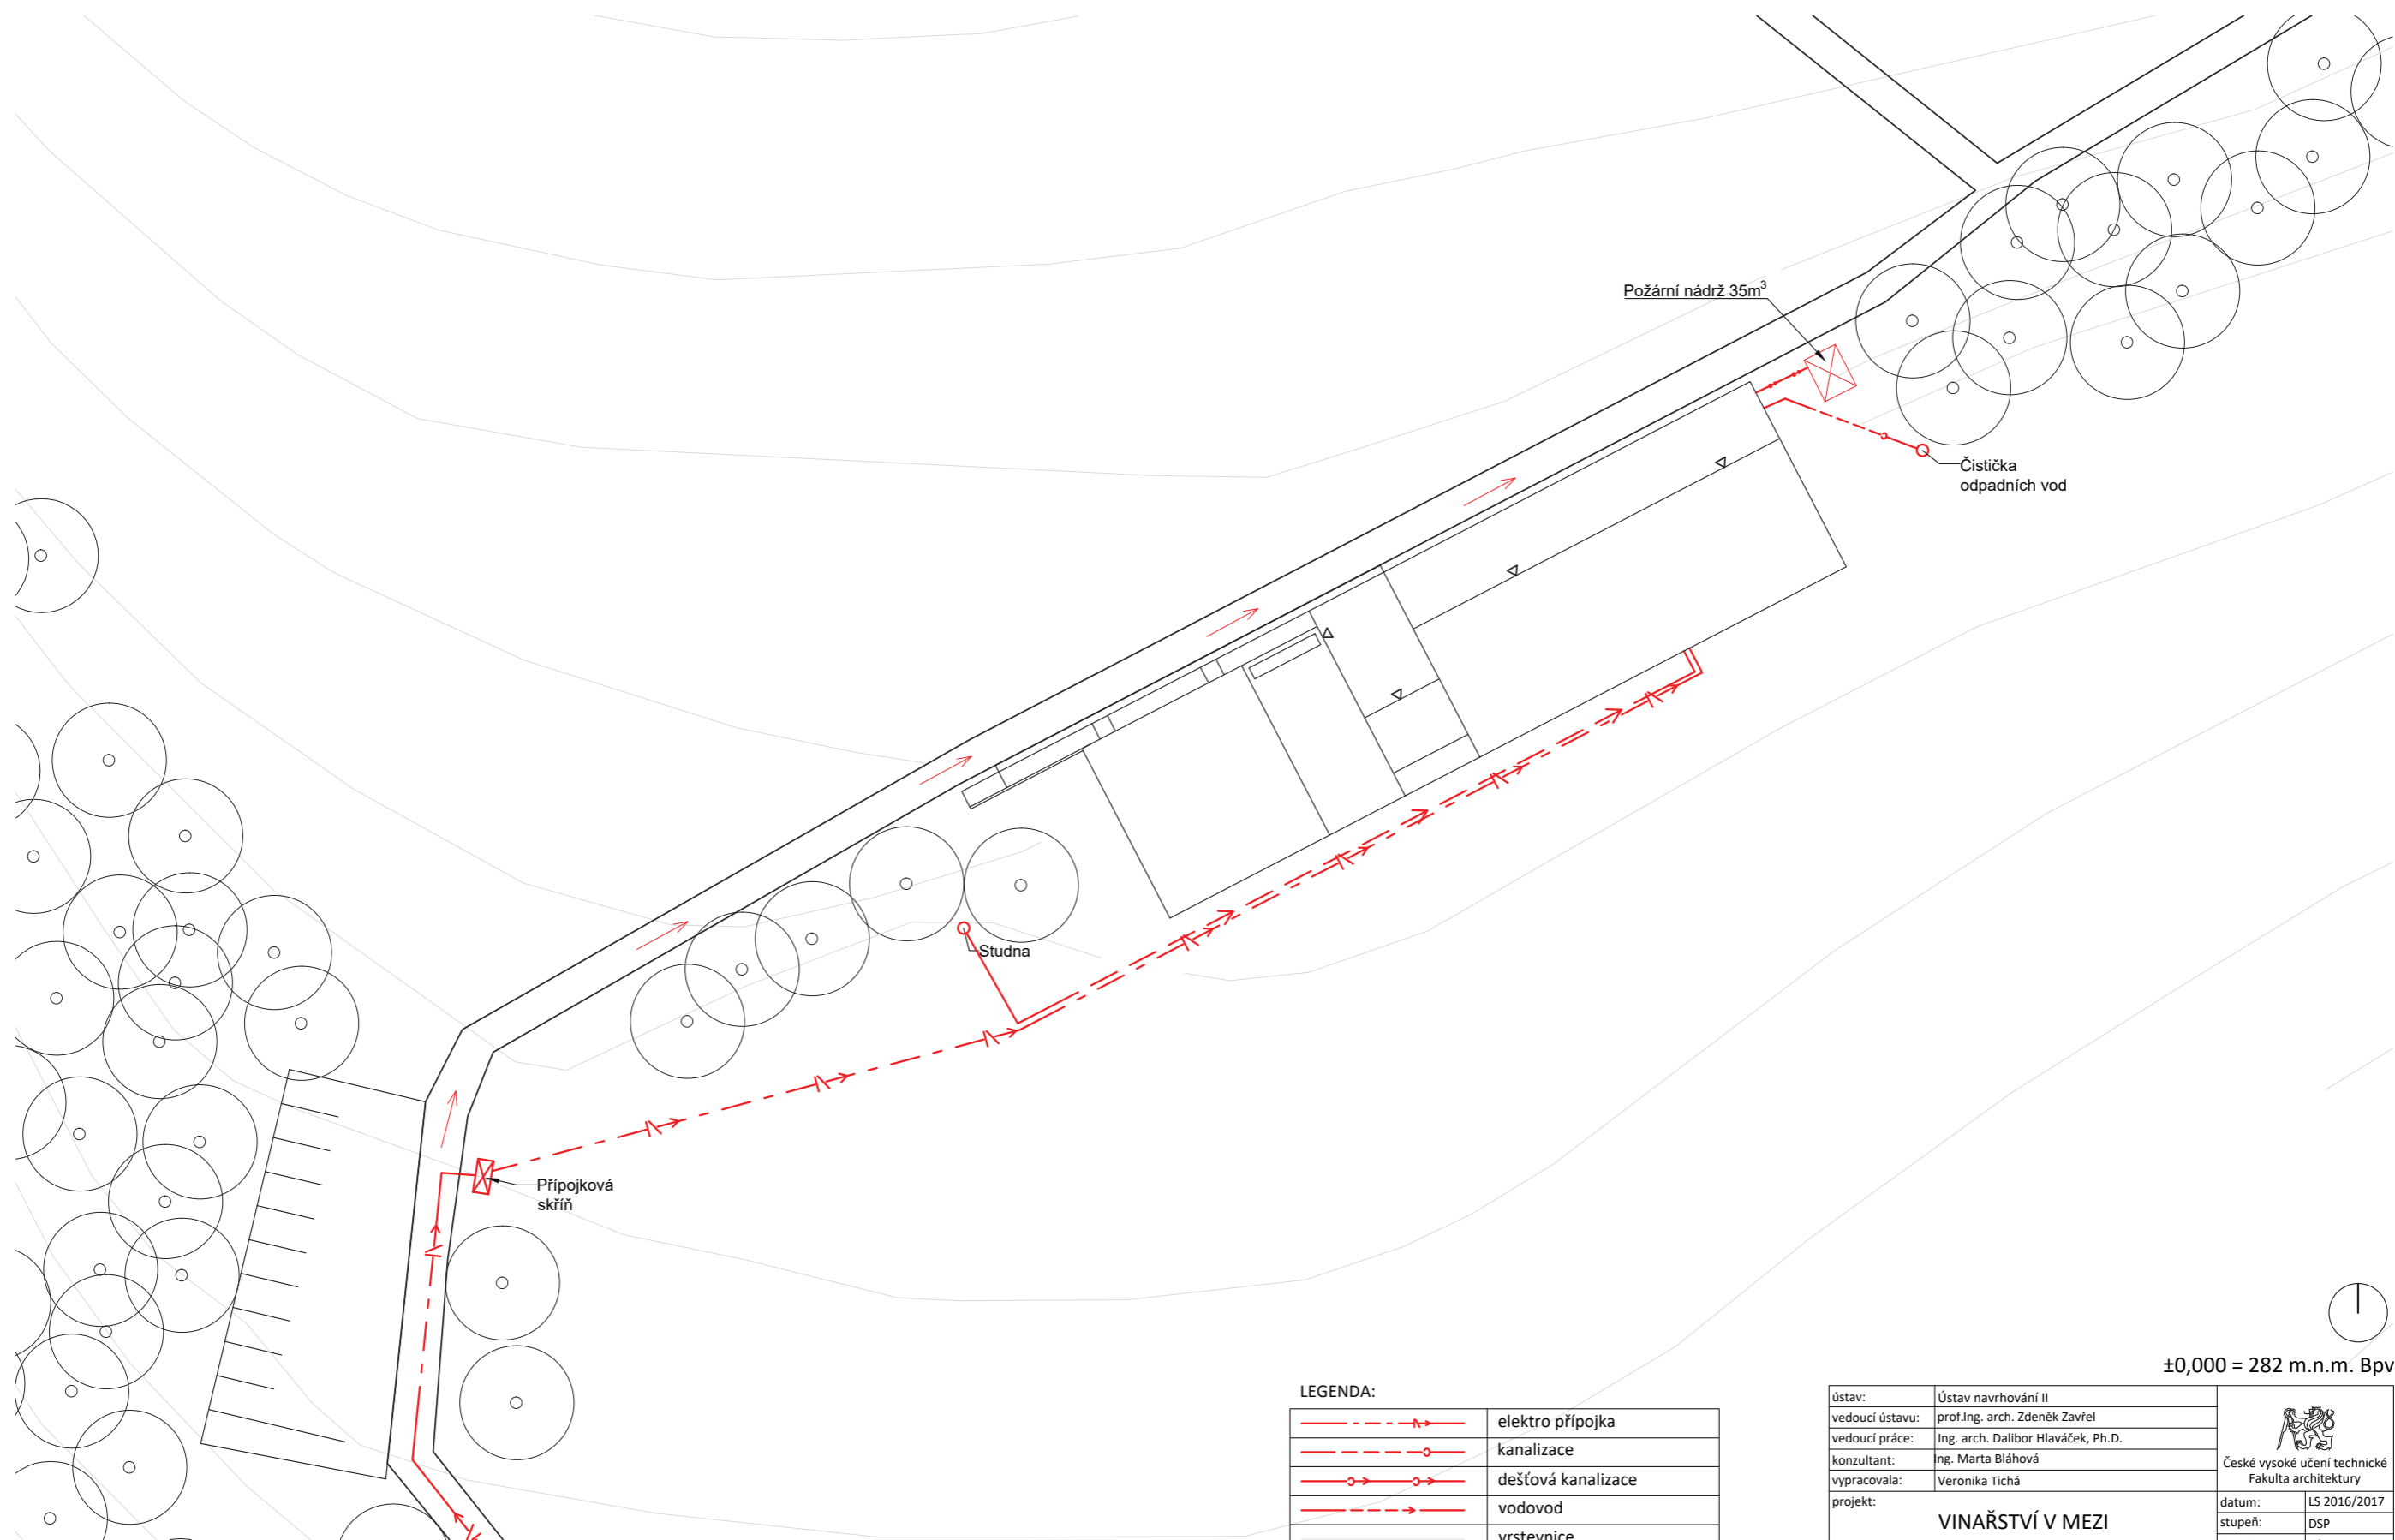 Požární nádrž 35m³
Čistička
odpadních vod
Studna
Přípojková
skříň
±0,000 = 282 m.n.m. Bpv
LEGENDA:
elektro přípojka
kanalizace
dešťová kanalizace
vodovod
vrstevnice
ústav: Ústav navrhování II
vedoucí ústavu: prof.Ing. arch. Zdeněk Zavřel
vedoucí práce: Ing. arch. Dalibor Hlaváček, Ph.D.
konzultant: Ing. Marta Bláhová
vypracovala: Veronika Tichá
České vysoké učení technické
Fakulta architektury
projekt:
VINAŘSTVÍ V MEZI
datum: LS 2016/2017
stupeň: DSP